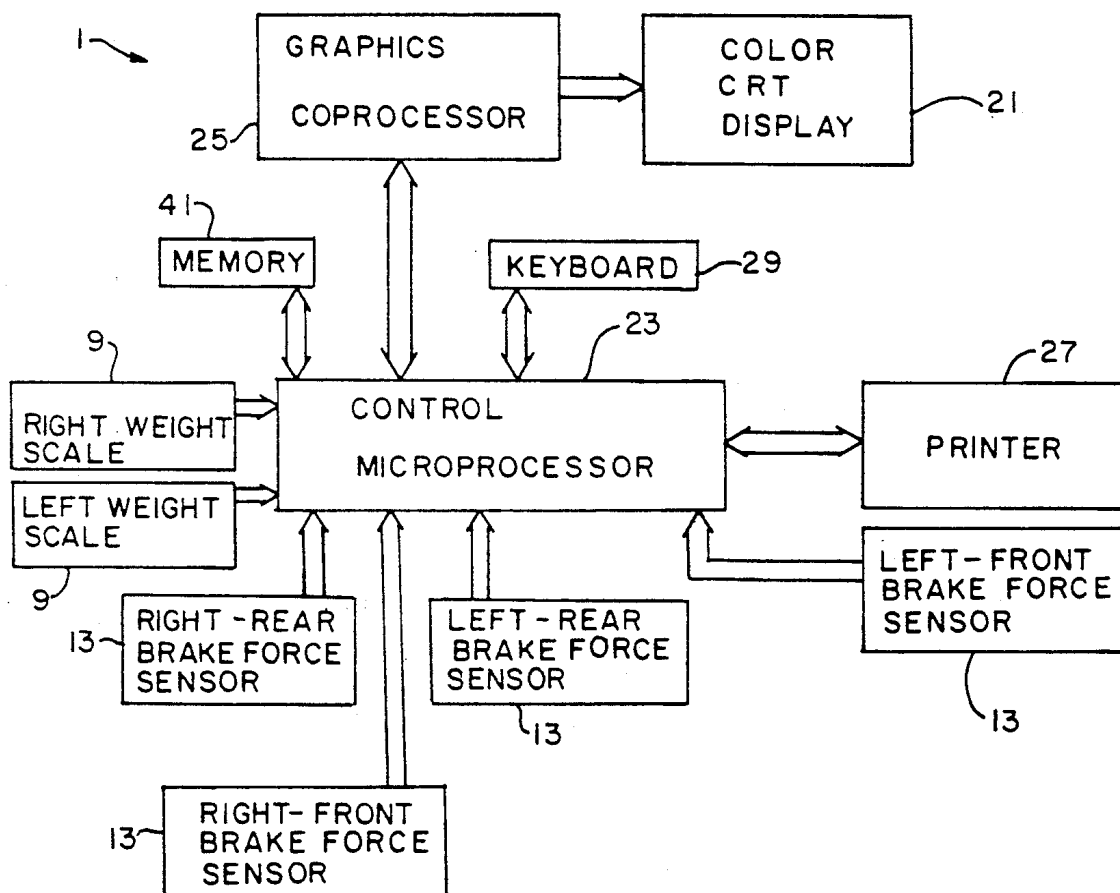 1
GRAPHICS
COPROCESSOR
25
COLOR
CRT
DISPLAY
21
41
MEMORY
KEYBOARD
29
23
9
RIGHT WEIGHT
SCALE
CONTROL
MICROPROCESSOR
27
PRINTER
LEFT WEIGHT
SCALE
9
RIGHT-REAR
BRAKE FORCE
SENSOR
13
LEFT-REAR
BRAKE FORCE
SENSOR
13
LEFT-FRONT
BRAKE FORCE
SENSOR
13
RIGHT-FRONT
BRAKE FORCE
SENSOR
13